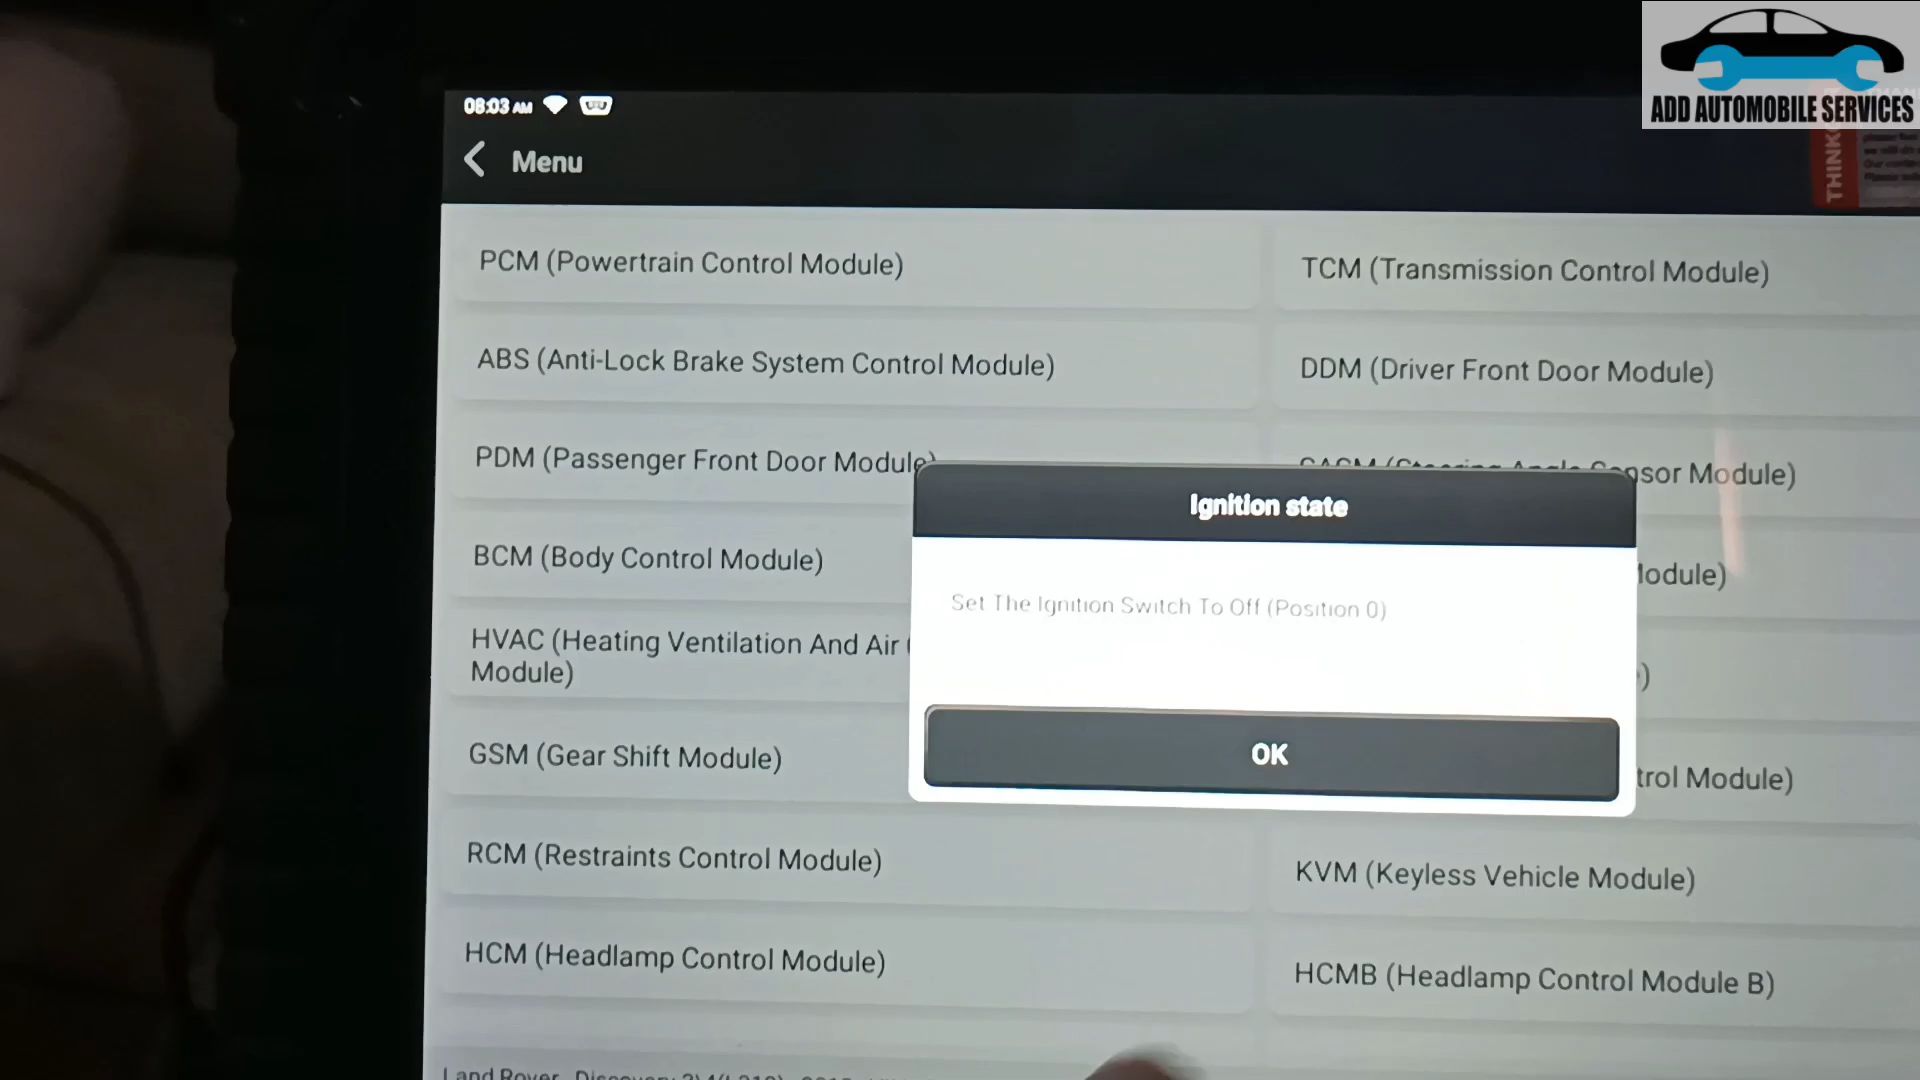 ADD AUTOMOBILE SERVICES
08:03 AM
Menu
THINK
PCM (Powertrain Control Module)
TCM (Transmission Control Module)
ABS (Anti-Lock Brake System Control Module)
DDM (Driver Front Door Module)
PDM (Passenger Front Door Module)
Sensor Module)
Ignition state
BCM (Body Control Module)
Module)
Set The Ignition Switch To Off (Position 0)
HVAC (Heating Ventilation And Air
Module)
OK
GSM (Gear Shift Module)
trol Module)
RCM (Restraints Control Module)
KVM (Keyless Vehicle Module)
HCM (Headlamp Control Module)
HCMB (Headlamp Control Module B)
Land Rover